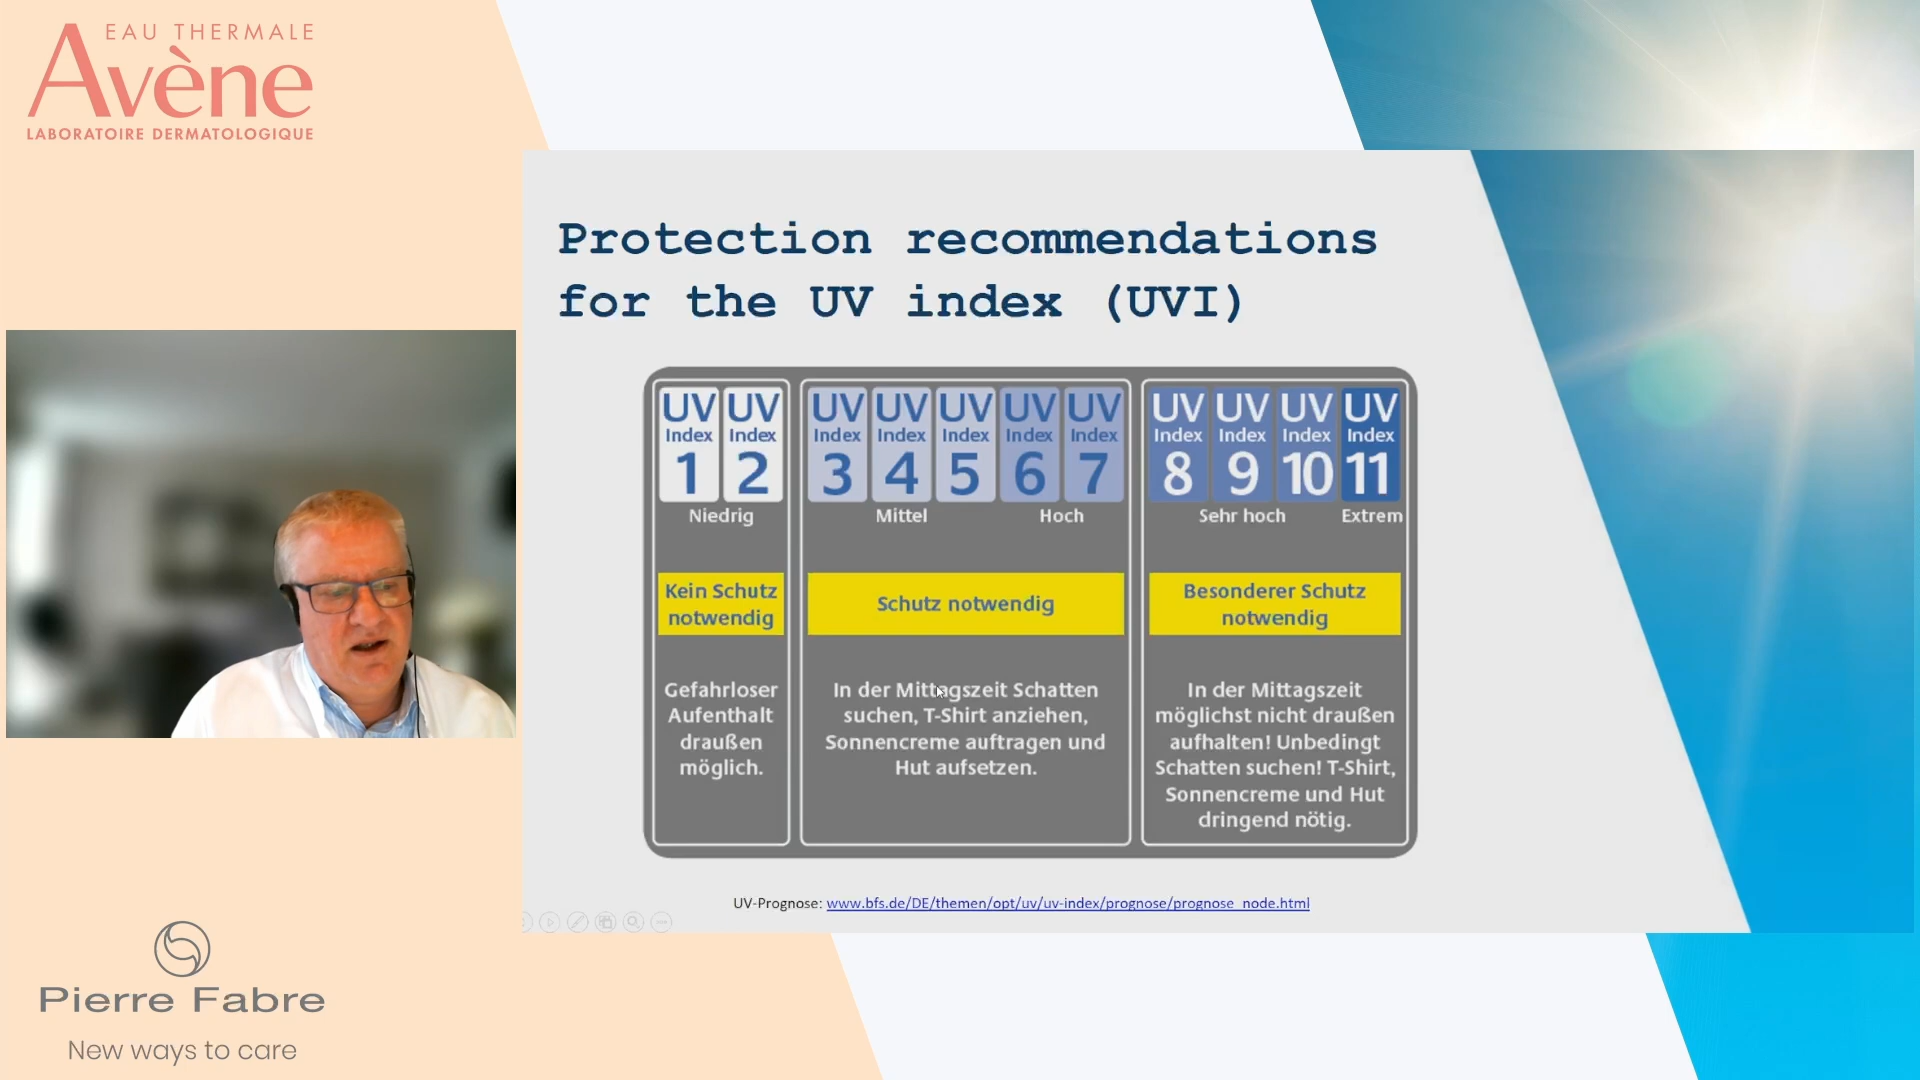 EAU THERMALE
Avène
LABORATOIRE DERMATOLOGIQUE
Protection recommendations
for the UV index (UVI)
UV Index 1
UV Index 2
UV Index 3
UV Index 4
UV Index 5
UV Index 6
UV Index 7
UV Index 8
UV Index 9
UV Index 10
UV Index 11
Niedrig
Mittel
Hoch
Sehr hoch
Extrem
Kein Schutz
notwendig
Schutz notwendig
Besonderer Schutz
notwendig
Gefahrloser
Aufenthalt
draußen
möglich.
In der Mittagszeit Schatten
suchen, T-Shirt anziehen,
Sonnencreme auftragen und
Hut aufsetzen.
In der Mittagszeit
möglichst nicht draußen
aufhalten! Unbedingt
Schatten suchen! T-Shirt,
Sonnencreme und Hut
dringend nötig.
UV-Prognose: www.bfs.de/DE/themen/opt/uv/uv-index/prognose/prognose_node.html
Pierre Fabre
New ways to care